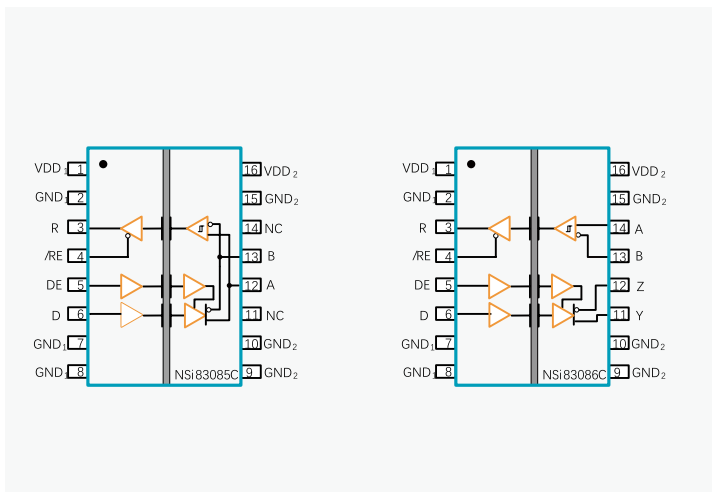 VDD1 1 16 VDD2
GND1 2 15 GND2
R 3 14 NC
/RE 4 13 B
DE 5 12 A
D 6 11 NC
GND1 7 10 GND2
GND1 8 9 GND2
NSi83085C
VDD1 1 16 VDD2
GND1 2 15 GND2
R 3 14 A
/RE 4 13 B
DE 5 12 Z
D 6 11 Y
GND1 7 10 GND2
GND1 8 9 GND2
NSi83086C